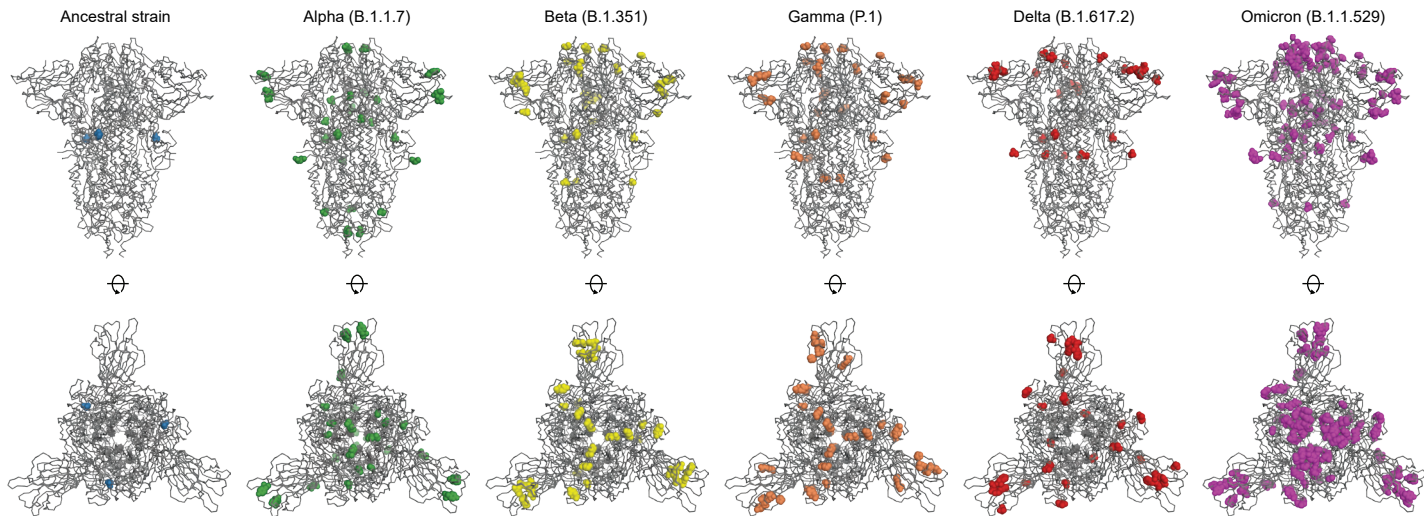 Ancestral strain
Alpha (B.1.1.7)
Beta (B.1.351)
Gamma (P.1)
Delta (B.1.617.2)
Omicron (B.1.1.529)